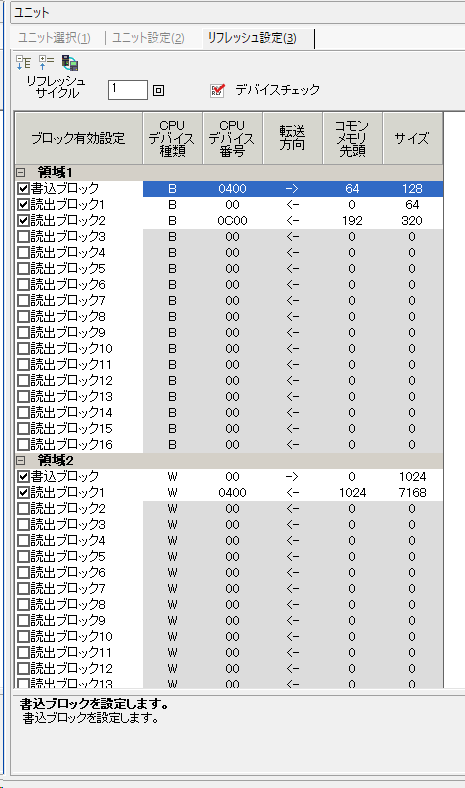 ユニット
ユニット選択(1) ユニット設定(2) リフレッシュ設定(3)
リフレッシュ
サイクル 1 回 デバイスチェック
ブロック有効設定 CPUデバイス種類 CPUデバイス番号 転送方向 コモンメモリ先頭 サイズ
領域1
書込ブロック B 0400 -> 64 128
読出ブロック1 B 00 <- 0 64
読出ブロック2 B 0C00 <- 192 320
読出ブロック3 B 00 <- 0 0
読出ブロック4 B 00 <- 0 0
読出ブロック5 B 00 <- 0 0
読出ブロック6 B 00 <- 0 0
読出ブロック7 B 00 <- 0 0
読出ブロック8 B 00 <- 0 0
読出ブロック9 B 00 <- 0 0
読出ブロック10 B 00 <- 0 0
読出ブロック11 B 00 <- 0 0
読出ブロック12 B 00 <- 0 0
読出ブロック13 B 00 <- 0 0
読出ブロック14 B 00 <- 0 0
読出ブロック15 B 00 <- 0 0
読出ブロック16 B 00 <- 0 0
領域2
書込ブロック W 00 -> 0 1024
読出ブロック1 W 0400 <- 1024 7168
読出ブロック2 W 00 <- 0 0
読出ブロック3 W 00 <- 0 0
読出ブロック4 W 00 <- 0 0
読出ブロック5 W 00 <- 0 0
読出ブロック6 W 00 <- 0 0
読出ブロック7 W 00 <- 0 0
読出ブロック8 W 00 <- 0 0
読出ブロック9 W 00 <- 0 0
読出ブロック10 W 00 <- 0 0
読出ブロック11 W 00 <- 0 0
読出ブロック12 W 00 <- 0 0
読出ブロック13 W 00 <- 0 0
書込ブロックを設定します。
書込ブロックを設定します。